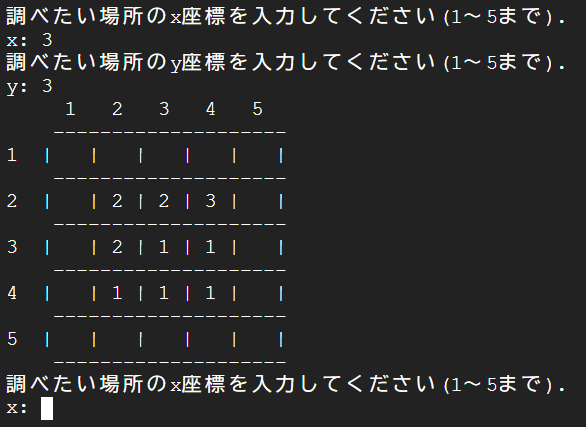 調べたい場所のx座標を入力してください(1～5まで).
x: 3
調べたい場所のy座標を入力してください(1～5まで).
y: 3
     1   2   3   4   5
    --------------------
1  |   |   |   |   |   |
    --------------------
2  |   | 2 | 2 | 3 |   |
    --------------------
3  |   | 2 | 1 | 1 |   |
    --------------------
4  |   | 1 | 1 | 1 |   |
    --------------------
5  |   |   |   |   |   |
    --------------------
調べたい場所のx座標を入力してください(1～5まで).
x: